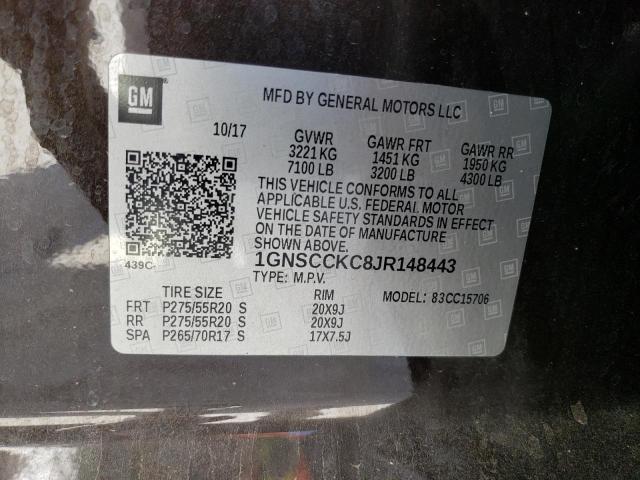 GM
MFD BY GENERAL MOTORS LLC
10/17
GVWR
3221 KG
7100 LB
GAWR FRT
1451 KG
3200 LB
GAWR RR
1950 KG
4300 LB
THIS VEHICLE CONFORMS TO ALL
APPLICABLE U.S. FEDERAL MOTOR
VEHICLE SAFETY STANDARDS IN EFFECT
ON THE DATE OF MANUFACTURE
SHOWN ABOVE.
439C-
1GNSCCKC8JR148443
TYPE: M.P.V.
MODEL: 83CC15706
TIRE SIZE RIM
FRT P275/55R20 S 20X9J
RR P275/55R20 S 20X9J
SPA P265/70R17 S 17X7.5J